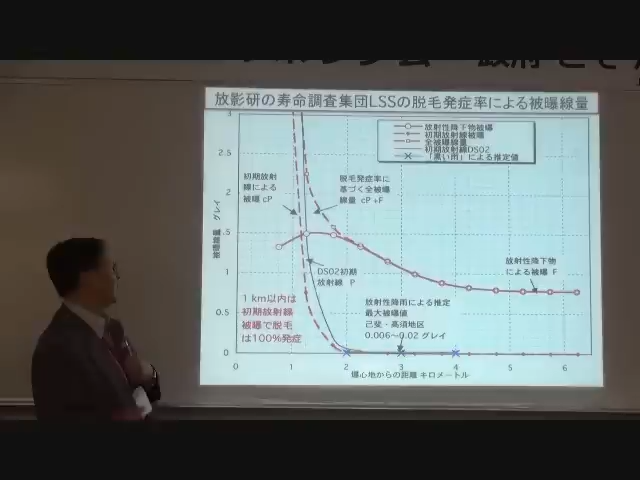 放影研の寿命調査集団LSSの脱毛発症率による被曝線量
放射性降下物被曝
初期放射線被曝
全被曝線量
初期放射線DS02
「黒い雨」による推定値
初期放射
線による
被曝 cP
脱毛発症率に
基づく全被曝
線量 cP+F
DS02初期
放射線 P
放射性降下物
による被曝 F
1 km以内は
初期放射線
被曝で脱毛
は100%発症
放射性降雨による推定
最大被曝値
己斐・高須地区
0.006～0.02 グレイ
被曝線量 グレイ
3
2.5
2
1.5
1
0.5
0
0 1 2 3 4 5 6
爆心地からの距離 キロメートル